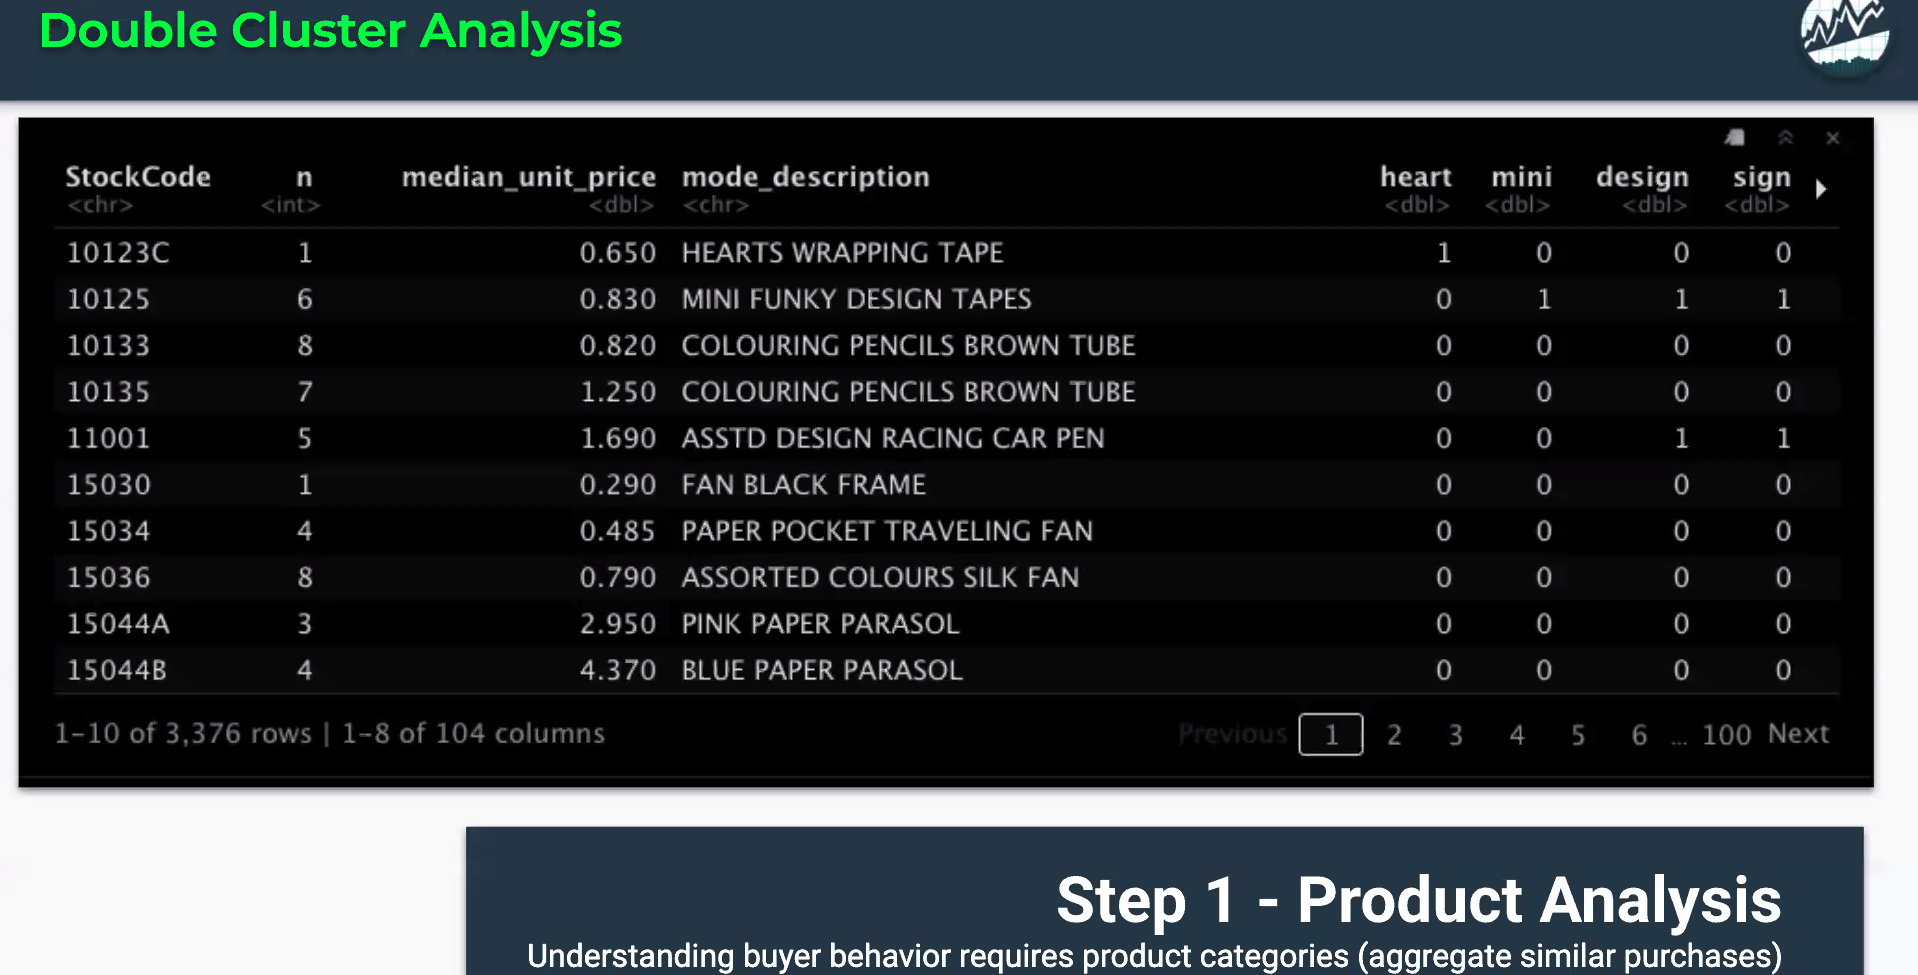 Double Cluster Analysis
StockCode n median_unit_price mode_description heart mini design sign
<chr> <int> <dbl> <chr> <dbl> <dbl> <dbl> <dbl>
10123C 1 0.650 HEARTS WRAPPING TAPE 1 0 0 0
10125 6 0.830 MINI FUNKY DESIGN TAPES 0 1 1 1
10133 8 0.820 COLOURING PENCILS BROWN TUBE 0 0 0 0
10135 7 1.250 COLOURING PENCILS BROWN TUBE 0 0 0 0
11001 5 1.690 ASSTD DESIGN RACING CAR PEN 0 0 1 1
15030 1 0.290 FAN BLACK FRAME 0 0 0 0
15034 4 0.485 PAPER POCKET TRAVELING FAN 0 0 0 0
15036 8 0.790 ASSORTED COLOURS SILK FAN 0 0 0 0
15044A 3 2.950 PINK PAPER PARASOL 0 0 0 0
15044B 4 4.370 BLUE PAPER PARASOL 0 0 0 0
1-10 of 3,376 rows | 1-8 of 104 columns Previous 1 2 3 4 5 6 ... 100 Next
Step 1 - Product Analysis
Understanding buyer behavior requires product categories (aggregate similar purchases)